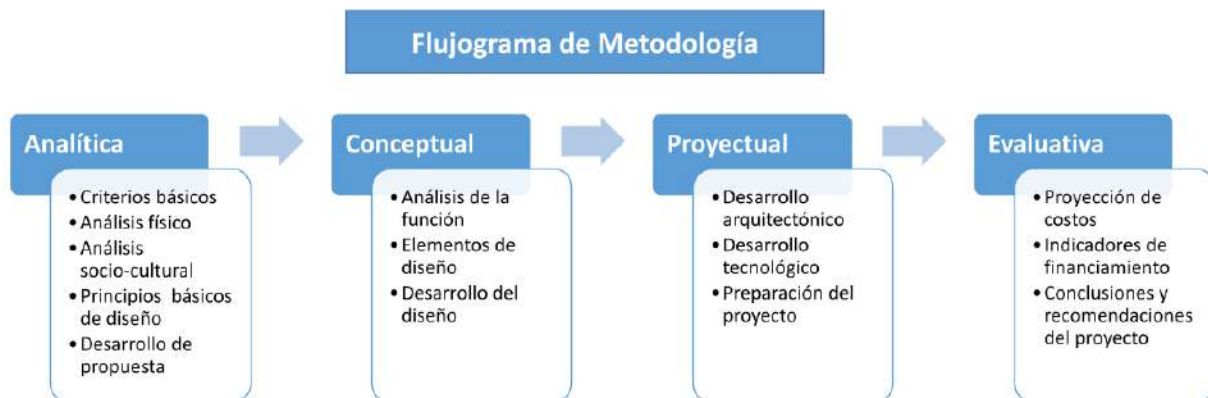 Flujograma de Metodología
Analítica
• Criterios básicos
• Análisis físico
• Análisis
socio-cultural
• Principios básicos
de diseño
• Desarrollo de
propuesta
Conceptual
• Análisis de la
función
• Elementos de
diseño
• Desarrollo del
diseño
Proyectual
• Desarrollo
arquitectónico
• Desarrollo
tecnológico
• Preparación del
proyecto
Evaluativa
• Proyección de
costos
• Indicadores de
financiamiento
• Conclusiones y
recomendaciones
del proyecto